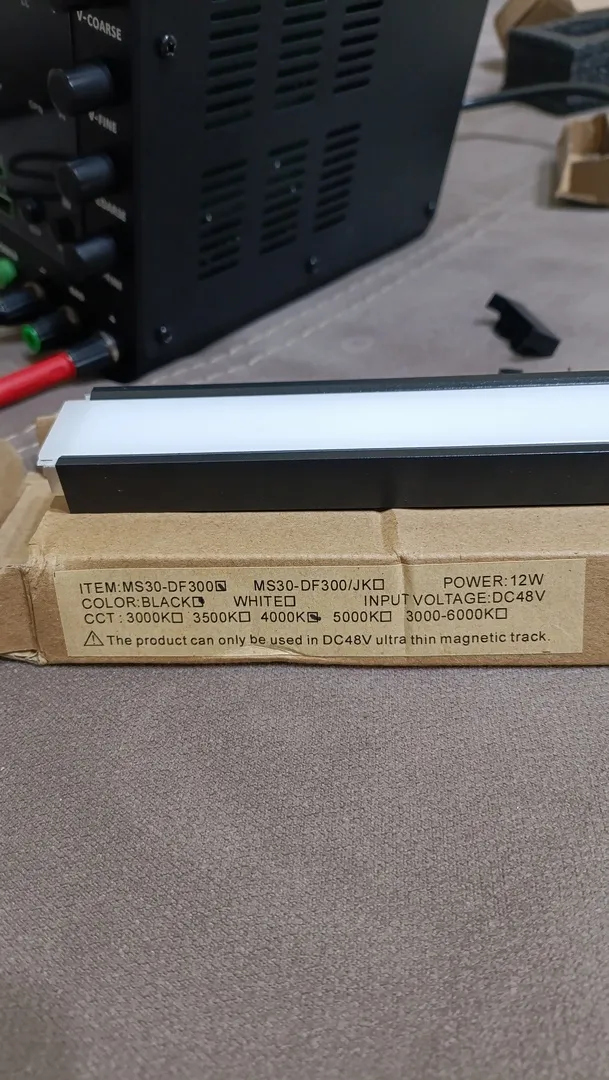 V-COARSE
V-FINE
ITEM:MS30-DF300☑ MS30-DF300/JK☐ POWER:12W
COLOR:BLACK☑ WHITE☐ INPUT VOLTAGE:DC48V
CCT : 3000K☐ 3500K☐ 4000K☑ 5000K☐ 3000-6000K☐
⚠ The product can only be used in DC48V ultra thin magnetic track.